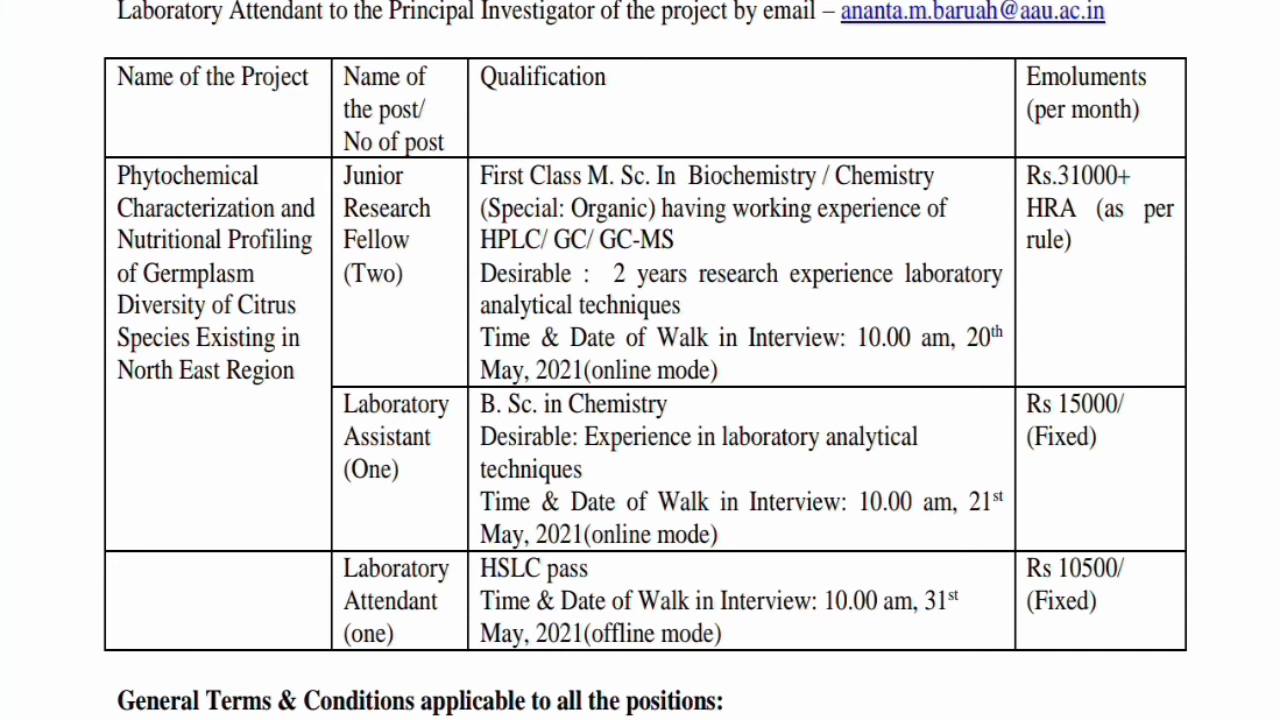 Laboratory Attendant to the Principal Investigator of the project by email – ananta.m.baruah@aau.ac.in
Name of the Project
Name of
the post/
No of post
Qualification
Emoluments
(per month)
Phytochemical
Characterization and
Nutritional Profiling
of Germplasm
Diversity of Citrus
Species Existing in
North East Region
Junior
Research
Fellow
(Two)
First Class M. Sc. In Biochemistry / Chemistry
(Special: Organic) having working experience of
HPLC/ GC/ GC-MS
Desirable : 2 years research experience laboratory
analytical techniques
Time & Date of Walk in Interview: 10.00 am, 20th
May, 2021(online mode)
Rs.31000+
HRA (as per
rule)
Laboratory
Assistant
(One)
B. Sc. in Chemistry
Desirable: Experience in laboratory analytical
techniques
Time & Date of Walk in Interview: 10.00 am, 21st
May, 2021(online mode)
Rs 15000/
(Fixed)
Laboratory
Attendant
(one)
HSLC pass
Time & Date of Walk in Interview: 10.00 am, 31st
May, 2021(offline mode)
Rs 10500/
(Fixed)
General Terms & Conditions applicable to all the positions: